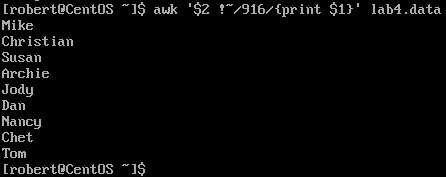 [robert@CentOS ~]$ awk '$2 !~/916/{print $1}' lab4.data
Mike
Christian
Susan
Archie
Jody
Dan
Nancy
Chet
Tom
[robert@CentOS ~]$